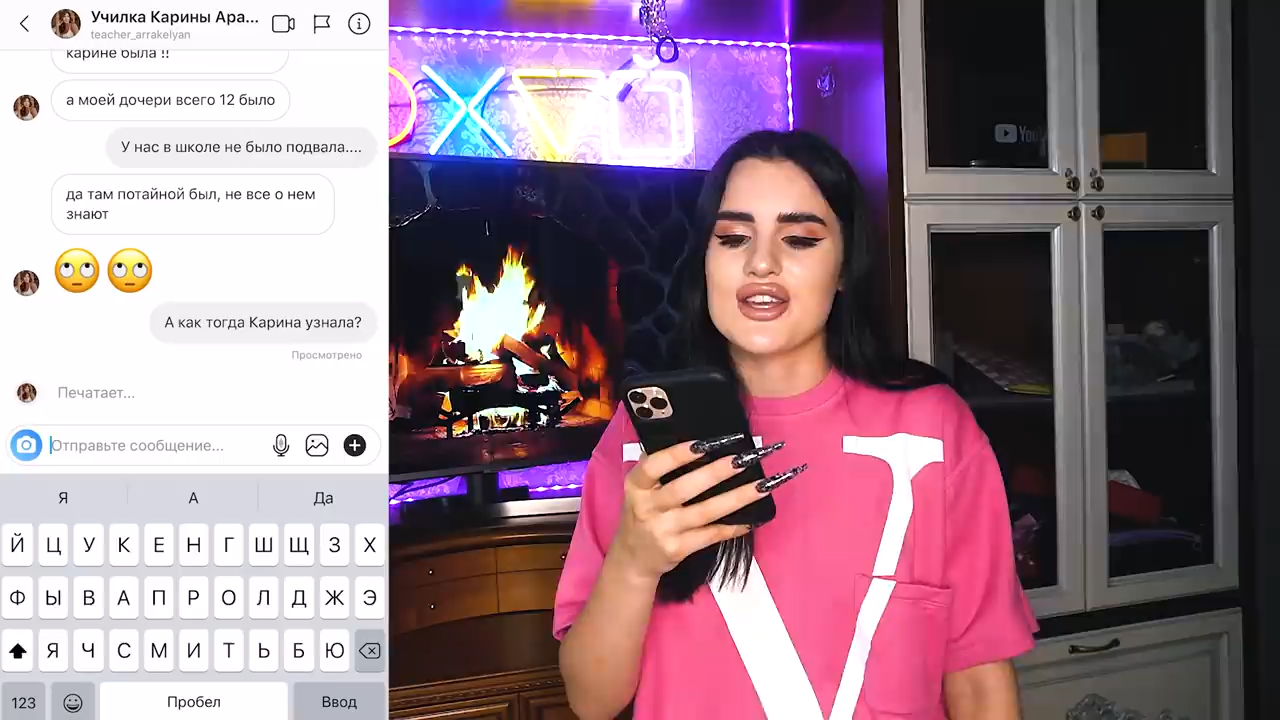 Училка Карины Ара...
teacher_arrakelyan
карине была !!
а моей дочери всего 12 было
У нас в школе не было подвала....
да там потайной был, не все о нем
знают
А как тогда Карина узнала?
Просмотрено
Печатает...
Отправьте сообщение...
Я А Да
Й Ц У К Е Н Г Ш Щ З Х
Ф Ы В А П Р О Л Д Ж Э
Я Ч С М И Т Ь Б Ю
123 Пробел Ввод
YouT
V